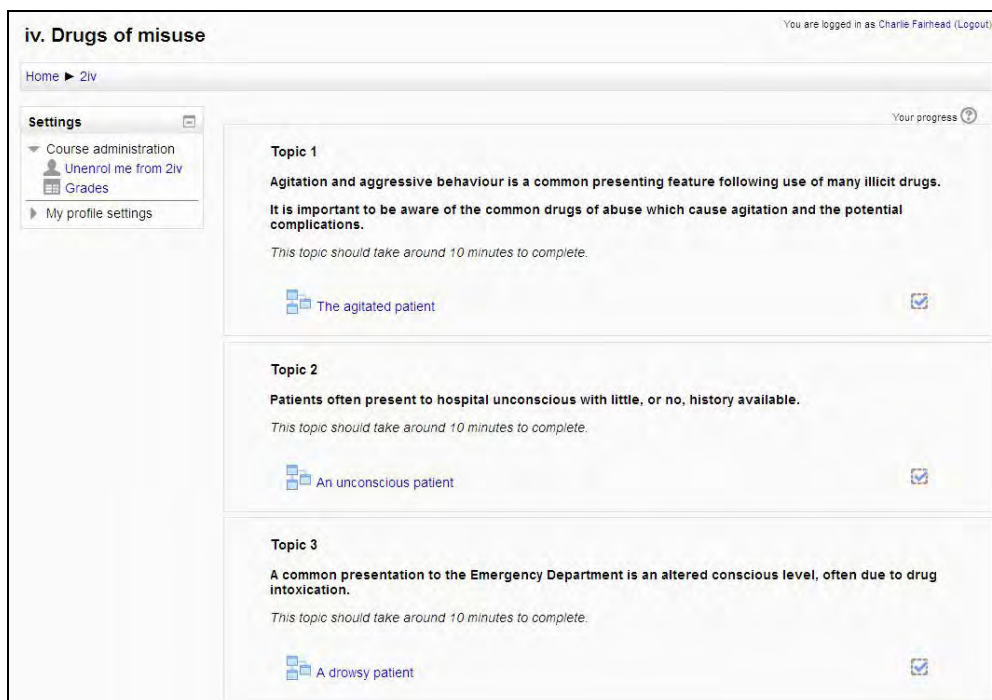 iv. Drugs of misuse
You are logged in as Charlie Fairhead (Logout)
Home ► 2iv
Settings
Course administration
Unenrol me from 2iv
Grades
My profile settings
Your progress
Topic 1
Agitation and aggressive behaviour is a common presenting feature following use of many illicit drugs.
It is important to be aware of the common drugs of abuse which cause agitation and the potential
complications.
This topic should take around 10 minutes to complete.
The agitated patient
Topic 2
Patients often present to hospital unconscious with little, or no, history available.
This topic should take around 10 minutes to complete.
An unconscious patient
Topic 3
A common presentation to the Emergency Department is an altered conscious level, often due to drug
intoxication.
This topic should take around 10 minutes to complete.
A drowsy patient